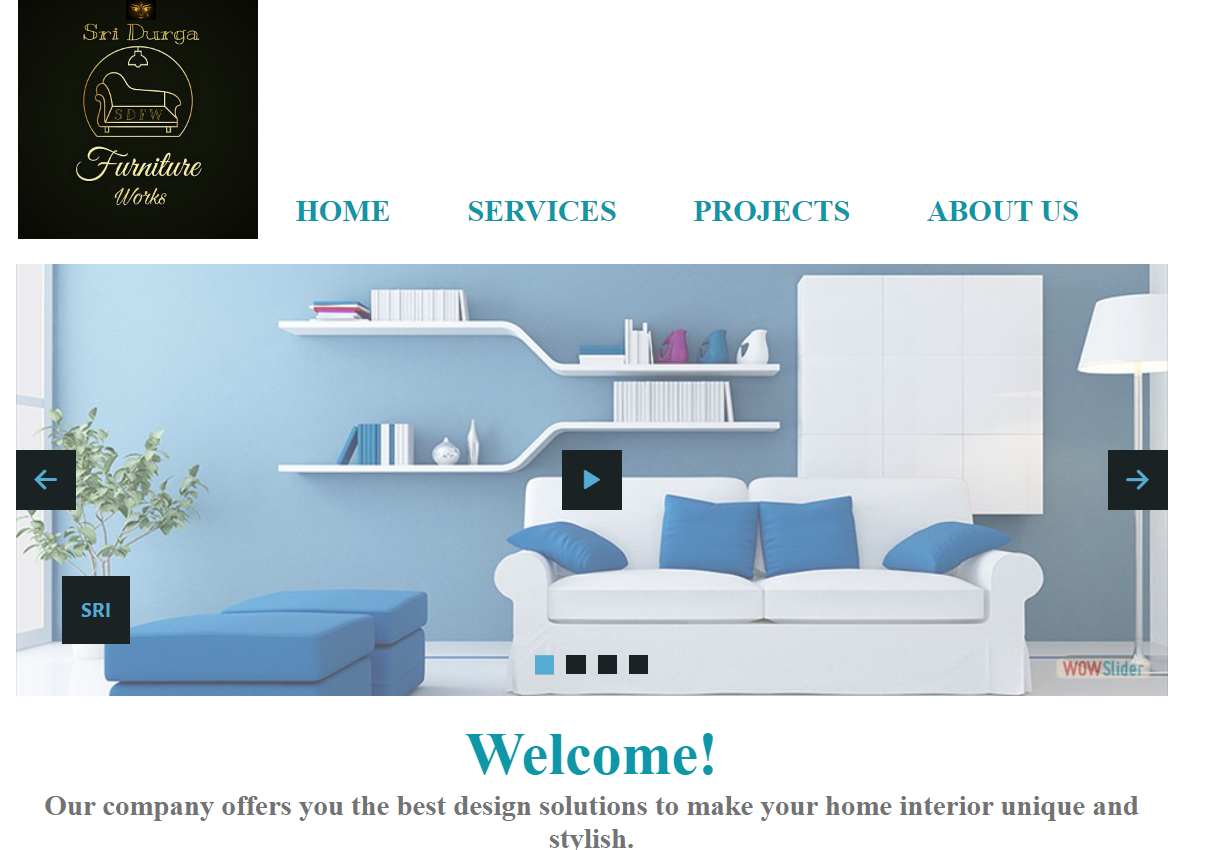 Sri Durga
SDFW
Furniture
Works
HOME SERVICES PROJECTS ABOUT US
SRI
WOWSlider
Welcome!
Our company offers you the best design solutions to make your home interior unique and
stylish.